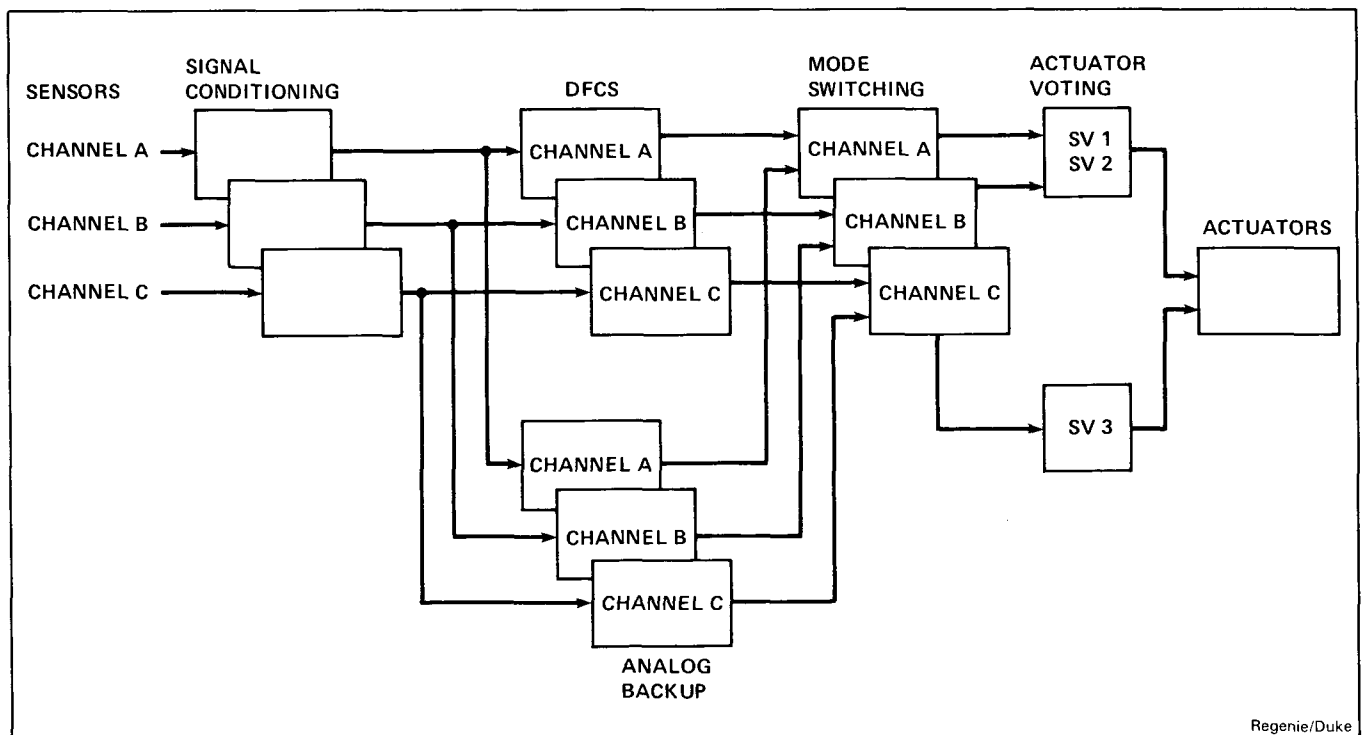 SENSORS
CHANNEL A
CHANNEL B
CHANNEL C
SIGNAL
CONDITIONING
DFCS
CHANNEL A
CHANNEL B
CHANNEL C
CHANNEL A
CHANNEL B
CHANNEL C
ANALOG
BACKUP
MODE
SWITCHING
CHANNEL A
CHANNEL B
CHANNEL C
ACTUATOR
VOTING
SV 1
SV 2
SV 3
ACTUATORS
Regenie/Duke